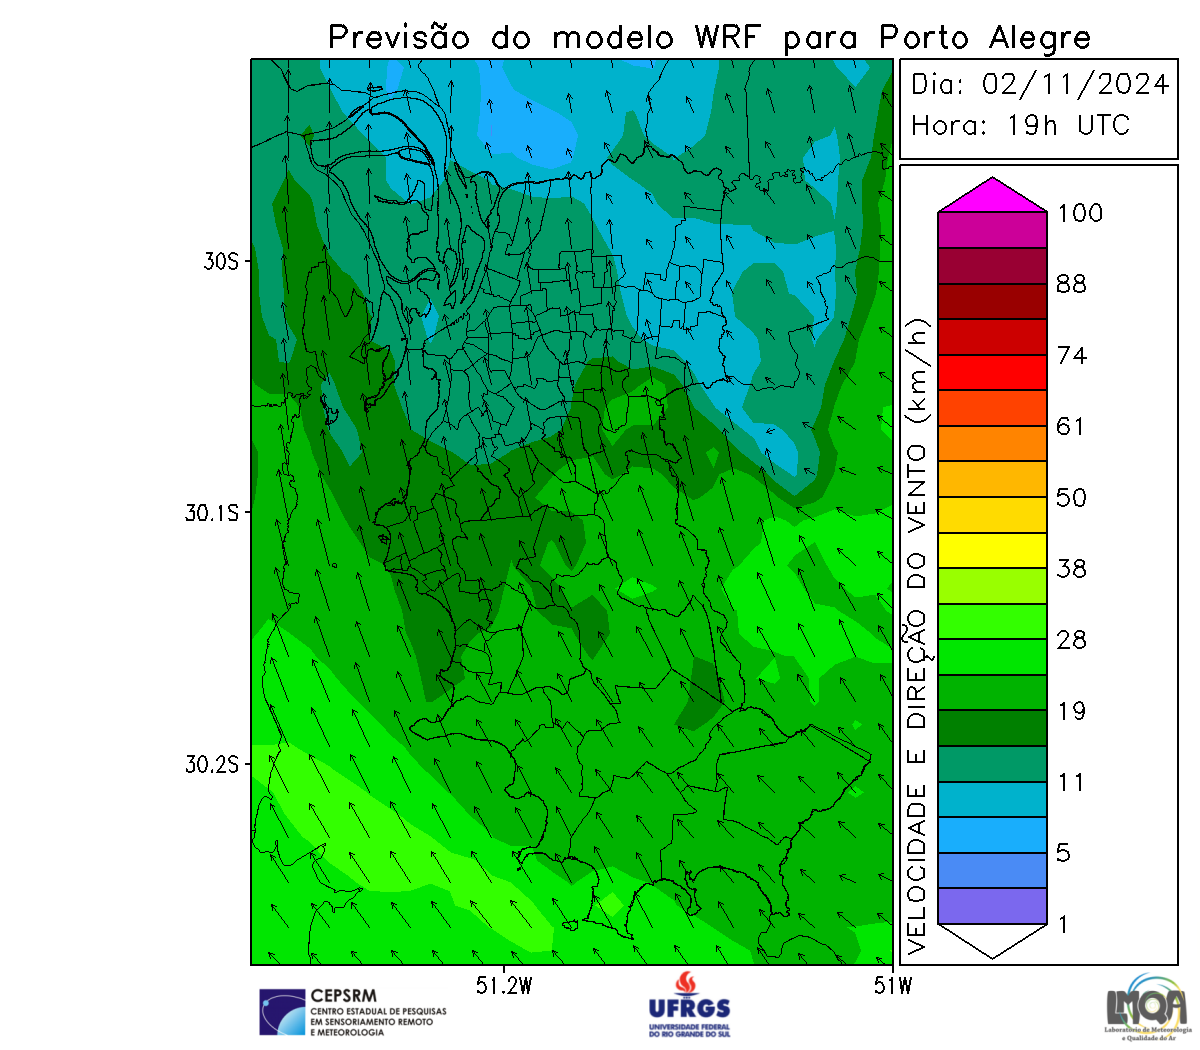 Previsão do modelo WRF para Porto Alegre
Dia: 02/11/2024
Hora: 19h UTC
30S
30.1S
30.2S
51.2W
51W
VELOCIDADE E DIREÇÃO DO VENTO (km/h)
100
88
74
61
50
38
28
19
11
5
1
CEPSRM
CENTRO ESTADUAL DE PESQUISAS
EM SENSORIAMENTO REMOTO
E METEOROLOGIA
UFRGS
UNIVERSIDADE FEDERAL
DO RIO GRANDE DO SUL
LMQA
Laboratório de Meteorologia
e Qualidade do Ar